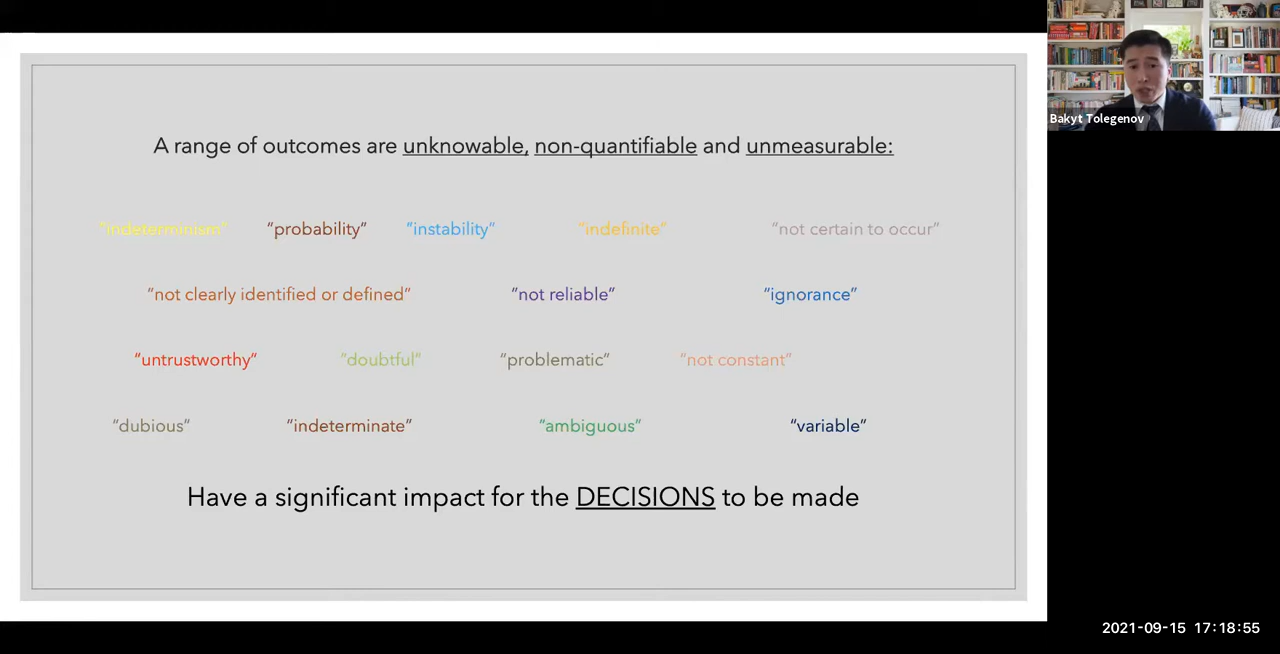 A range of outcomes are unknowable, non-quantifiable and unmeasurable:
“indeterminism” “probability” “instability” “indefinite” “not certain to occur”
“not clearly identified or defined” “not reliable” “ignorance”
“untrustworthy” “doubtful” “problematic” “not constant”
“dubious” “indeterminate” “ambiguous” “variable”
Have a significant impact for the DECISIONS to be made
Bakyt Tolegenov
2021-09-15 17:18:55